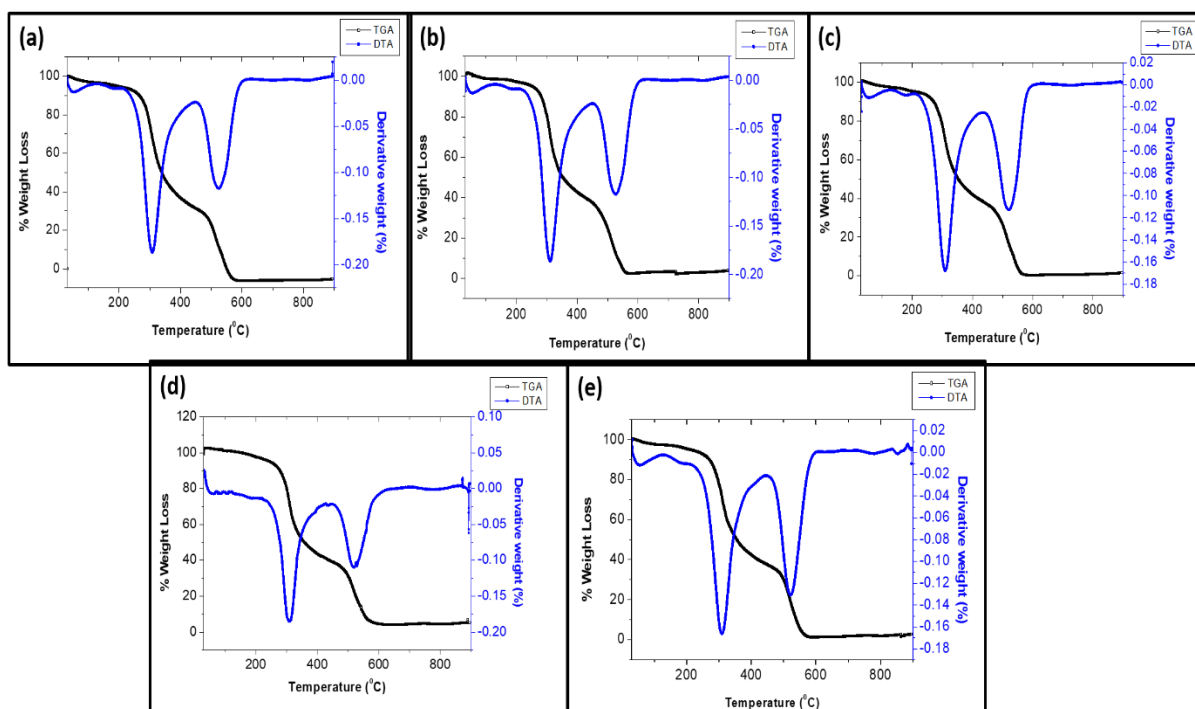 (a)
TGA
DTA
100
80
60
40
20
0
% Weight Loss
0.00
-0.05
-0.10
-0.15
-0.20
Derivative weight (%)
200 400 600 800
Temperature (⁰C)
(b)
TGA
DTA
100
80
60
40
20
0
% Weight Loss
0.00
-0.05
-0.10
-0.15
-0.20
Derivative weight (%)
200 400 600 800
Temperature (⁰C)
(c)
TGA
DTA
100
80
60
40
20
0
% Weight Loss
0.02
0.00
-0.02
-0.04
-0.06
-0.08
-0.10
-0.12
-0.14
-0.16
-0.18
Derivative weight (%)
200 400 600 800
Temperature (⁰C)
(d)
TGA
DTA
120
100
80
60
40
20
0
% Weight Loss
0.10
0.05
0.00
-0.05
-0.10
-0.15
-0.20
Derivative weight (%)
200 400 600 800
Temperature (⁰C)
(e)
TGA
DTA
100
80
60
40
20
0
% Weight Loss
0.02
0.00
-0.02
-0.04
-0.06
-0.08
-0.10
-0.12
-0.14
-0.16
-0.18
Derivative weight (%)
200 400 600 800
Temperature (⁰C)